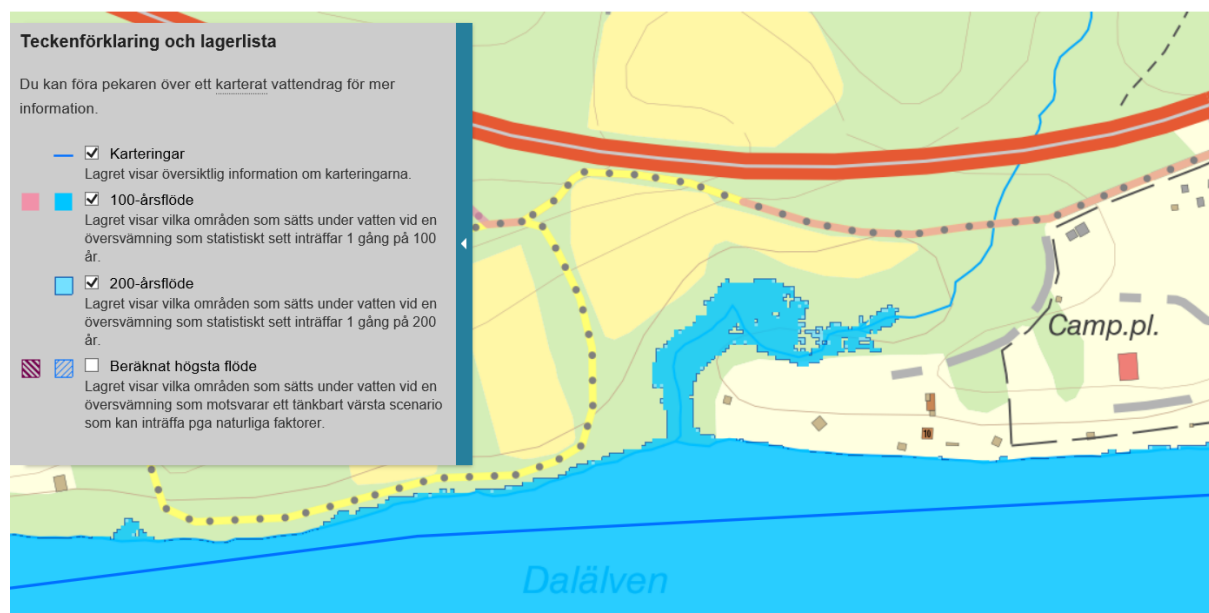 Teckenförklaring och lagerlista
Du kan föra pekaren över ett karterat vattendrag för mer
information.
Karteringar
Lagret visar översiktlig information om karteringarna.
100-årsflöde
Lagret visar vilka områden som sätts under vatten vid en
översvämning som statistiskt sett inträffar 1 gång på 100
år.
200-årsflöde
Lagret visar vilka områden som sätts under vatten vid en
översvämning som statistiskt sett inträffar 1 gång på 200
år.
Beräknat högsta flöde
Lagret visar vilka områden som sätts under vatten vid en
översvämning som motsvarar ett tänkbart värsta scenario
som kan inträffa pga naturliga faktorer.
Camp.pl.
Dalälven